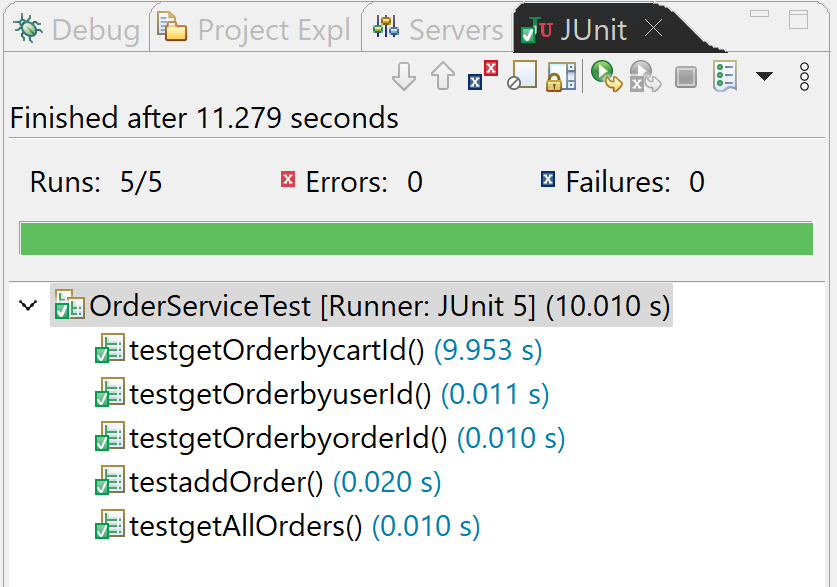 Debug Project Expl Servers JUnit
Finished after 11.279 seconds
Runs: 5/5 Errors: 0 Failures: 0
OrderServiceTest [Runner: JUnit 5] (10.010 s)
testgetOrderbycartId() (9.953 s)
testgetOrderbyuserId() (0.011 s)
testgetOrderbyorderId() (0.010 s)
testaddOrder() (0.020 s)
testgetAllOrders() (0.010 s)